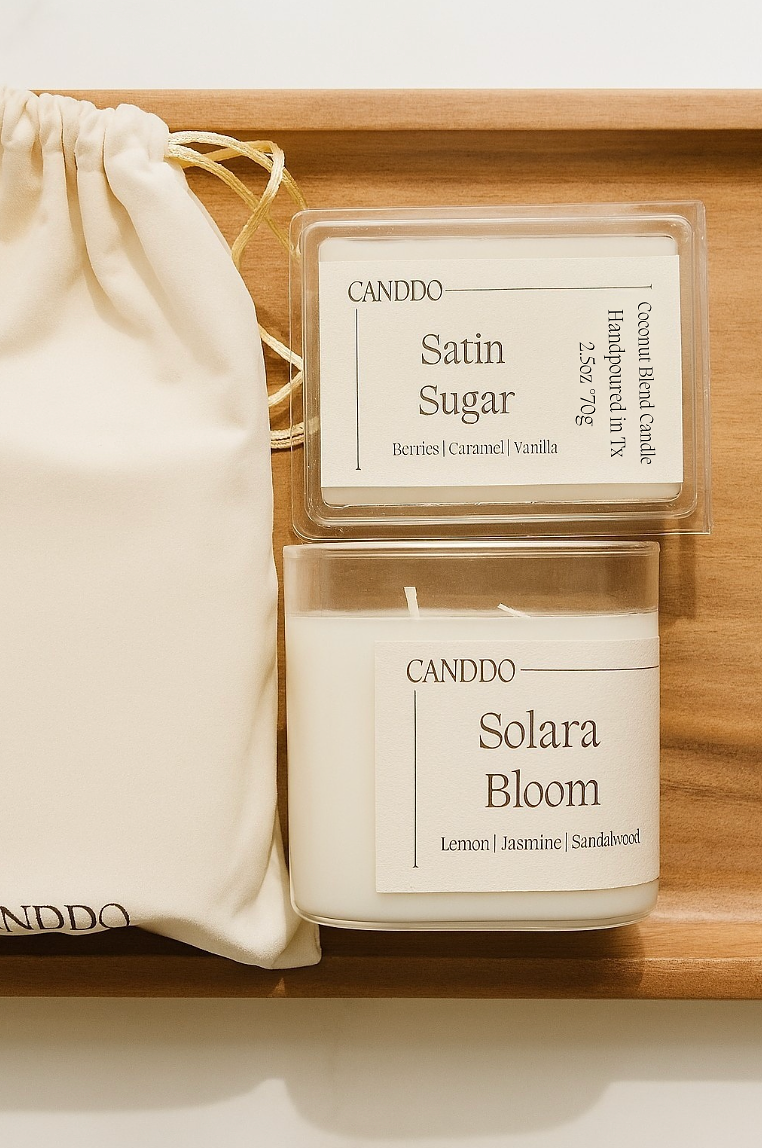 CANDDO
Satin
Sugar
Berries | Caramel | Vanilla
Coconut Blend Candle
Handpoured in Tx
2.5oz °70g
CANDDO
Solara
Bloom
Lemon | Jasmine | Sandalwood
NDDO